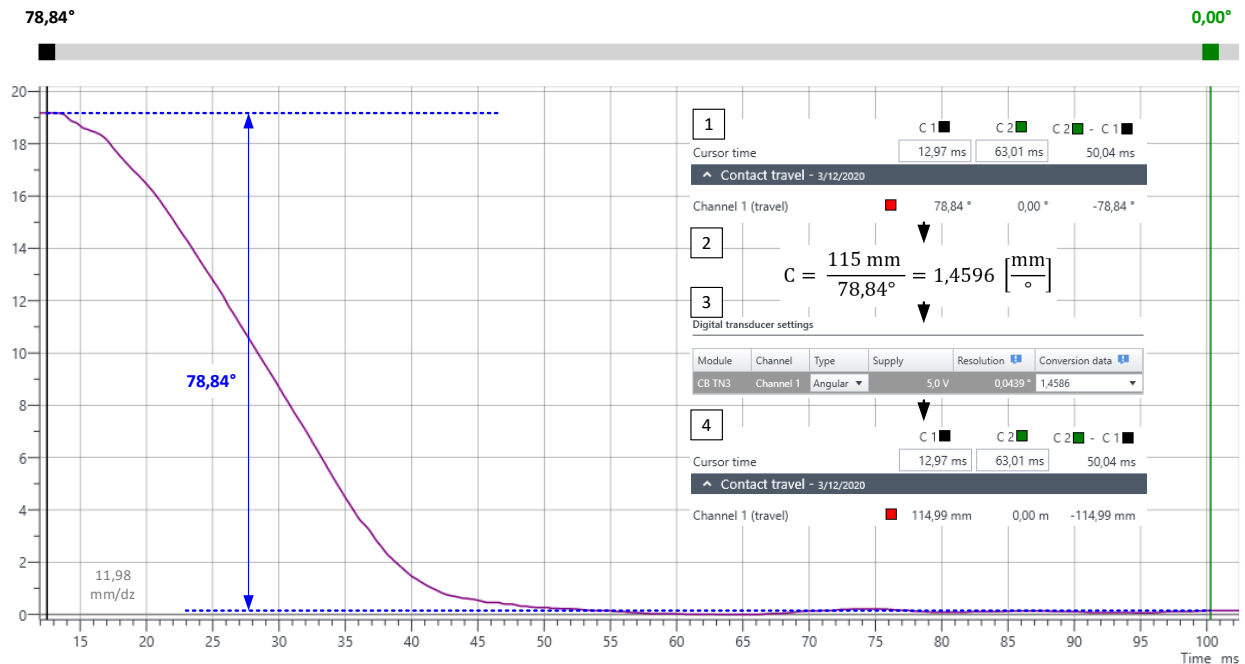 78,84°
0,00°
20
18
16
14
12
10
8
6
4
2
0
78,84°
11,98
mm/dz
15 20 25 30 35 40 45 50 55 60 65 70 75 80 85 90 95 100
Time ms
1
C 1 C 2 C 2 - C 1
Cursor time 12,97 ms 63,01 ms 50,04 ms
Contact travel - 3/12/2020
Channel 1 (travel) 78,84 ° 0,00 ° -78,84 °
2
C = 115 mm / 78,84° = 1,4596 [mm / °]
3
Digital transducer settings
Module Channel Type Supply Resolution Conversion data
CB TN3 Channel 1 Angular 5,0 V 0,0439 ° 1,4586
4
C 1 C 2 C 2 - C 1
Cursor time 12,97 ms 63,01 ms 50,04 ms
Contact travel - 3/12/2020
Channel 1 (travel) 114,99 mm 0,00 m -114,99 mm